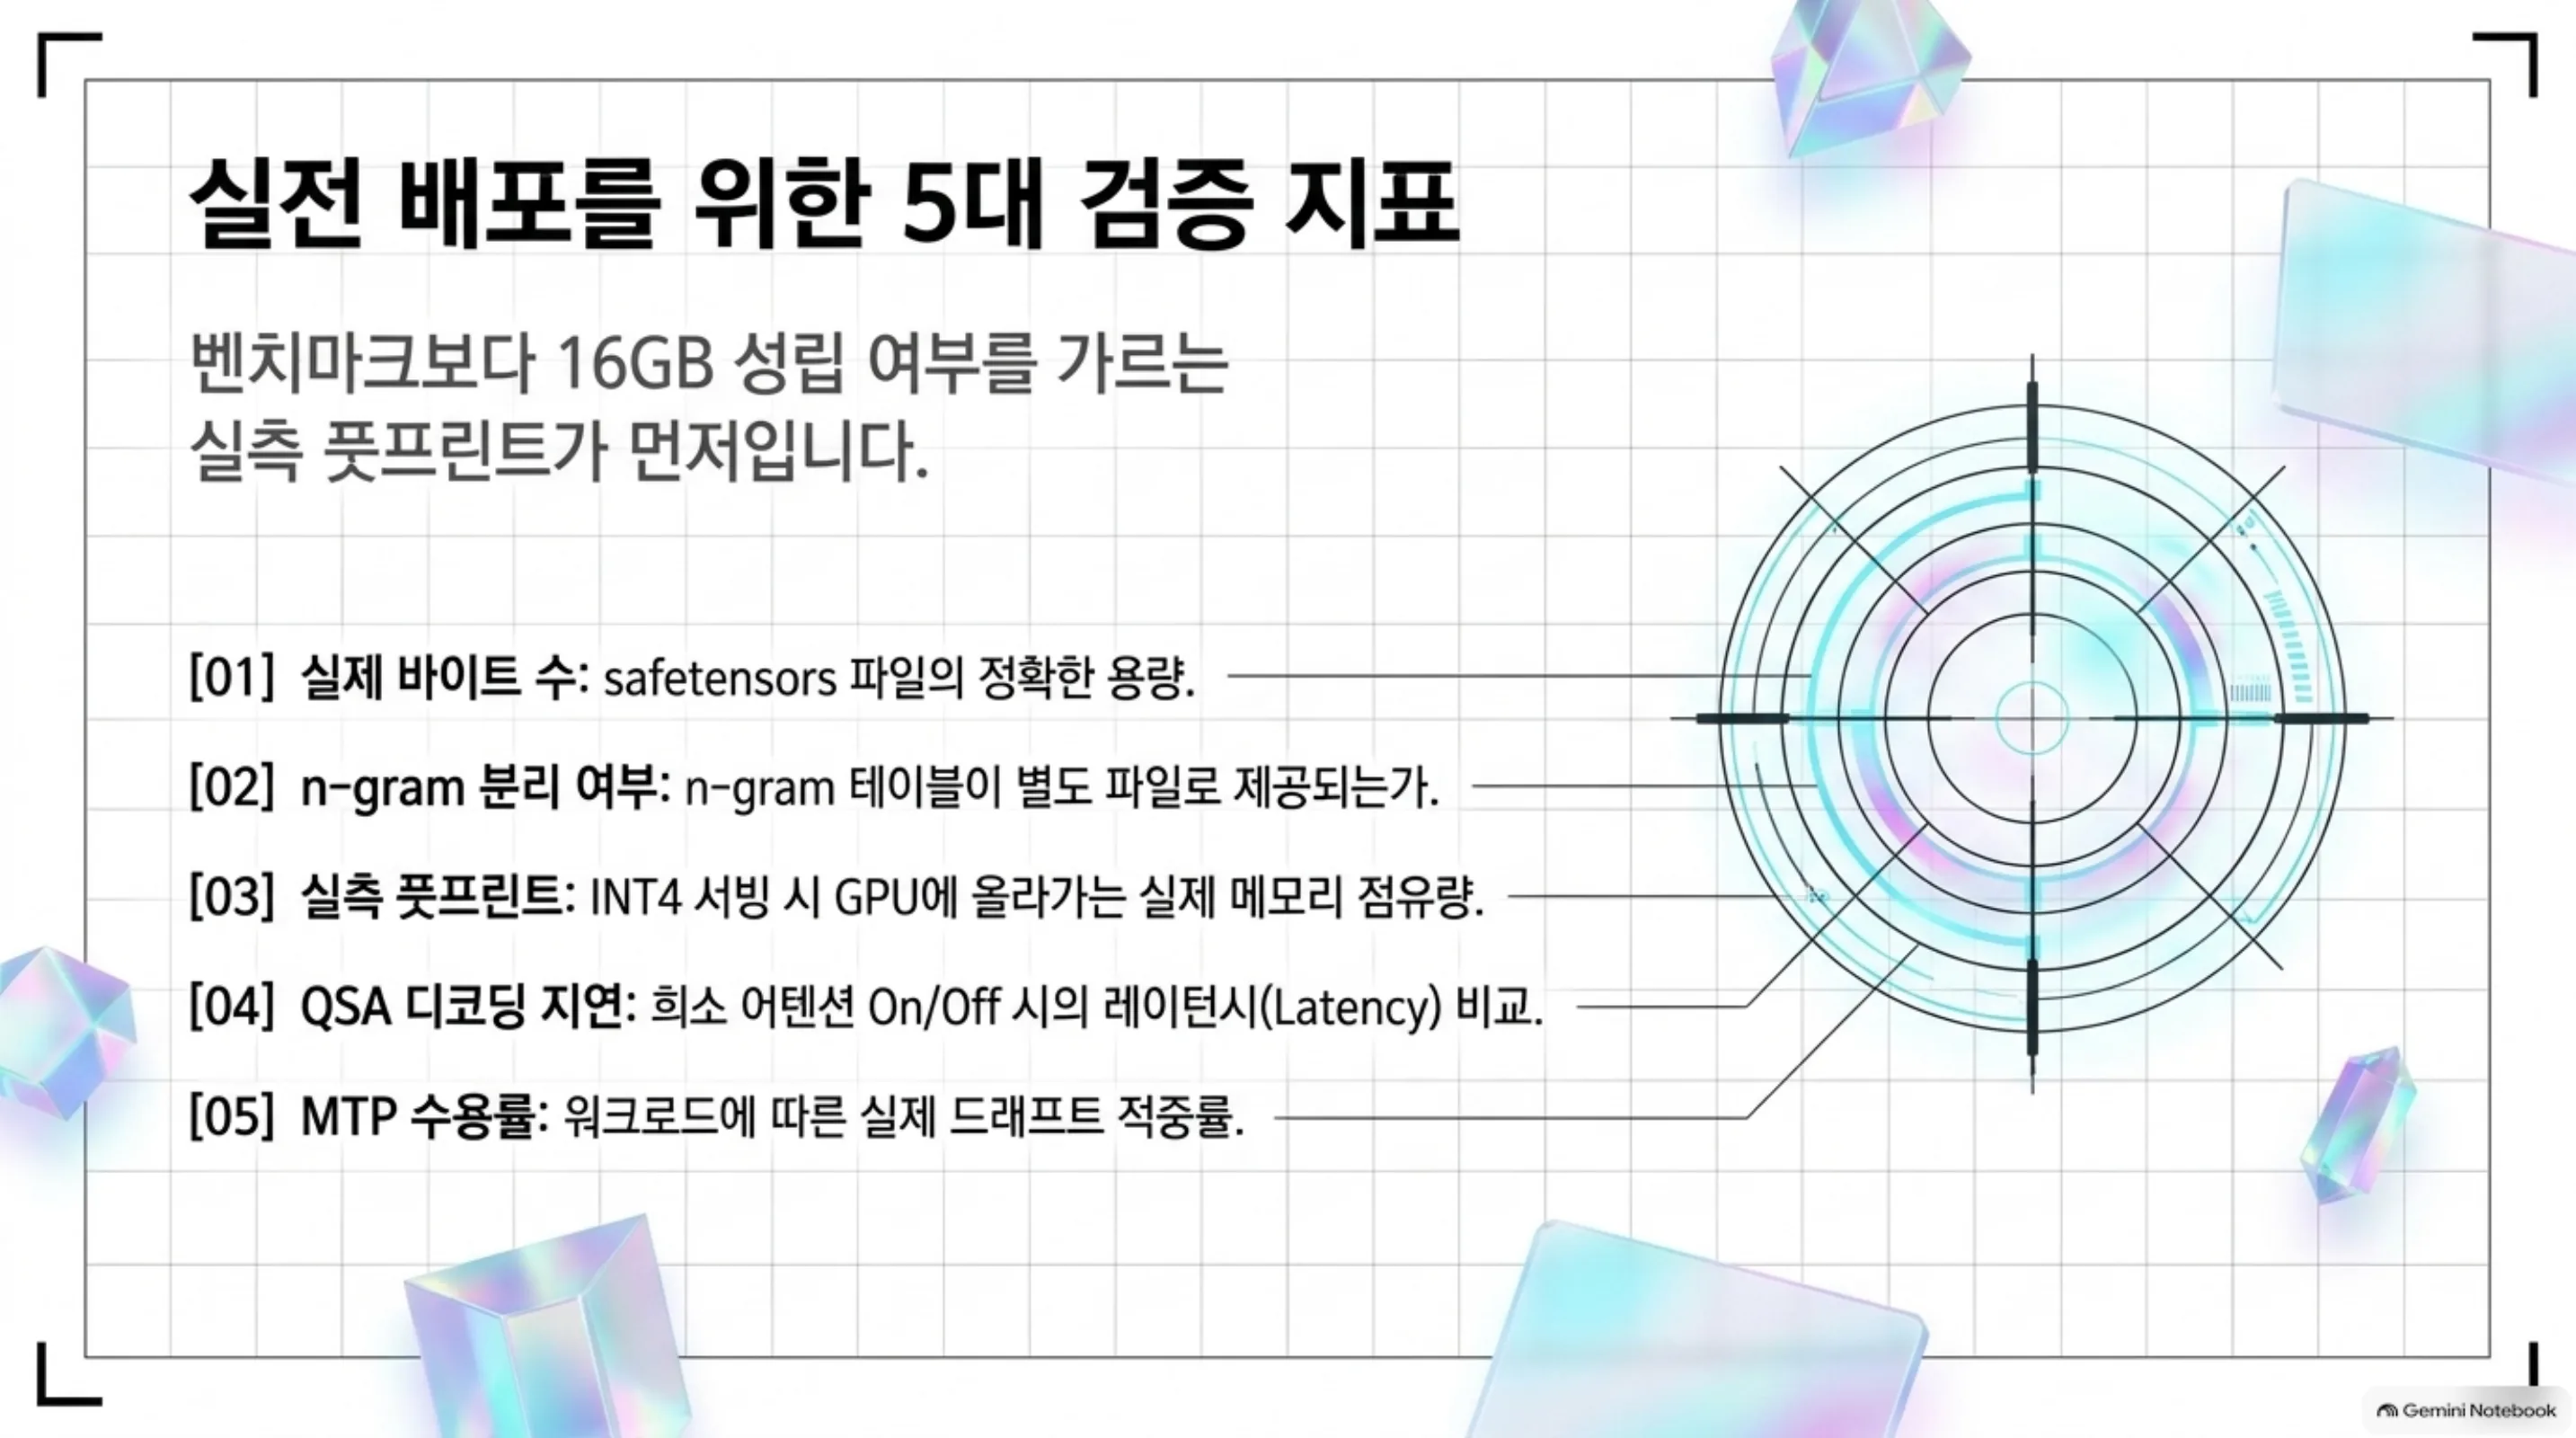 실전 배포를 위한 5대 검증 지표
벤치마크보다 16GB 성립 여부를 가르는
실측 풋프린트가 먼저입니다.
[01] 실제 바이트 수: safetensors 파일의 정확한 용량.
[02] n-gram 분리 여부: n-gram 테이블이 별도 파일로 제공되는가.
[03] 실측 풋프린트: INT4 서빙 시 GPU에 올라가는 실제 메모리 점유량.
[04] QSA 디코딩 지연: 희소 어텐션 On/Off 시의 레이턴시(Latency) 비교.
[05] MTP 수용률: 워크로드에 따른 실제 드래프트 적중률.
Gemini Notebook